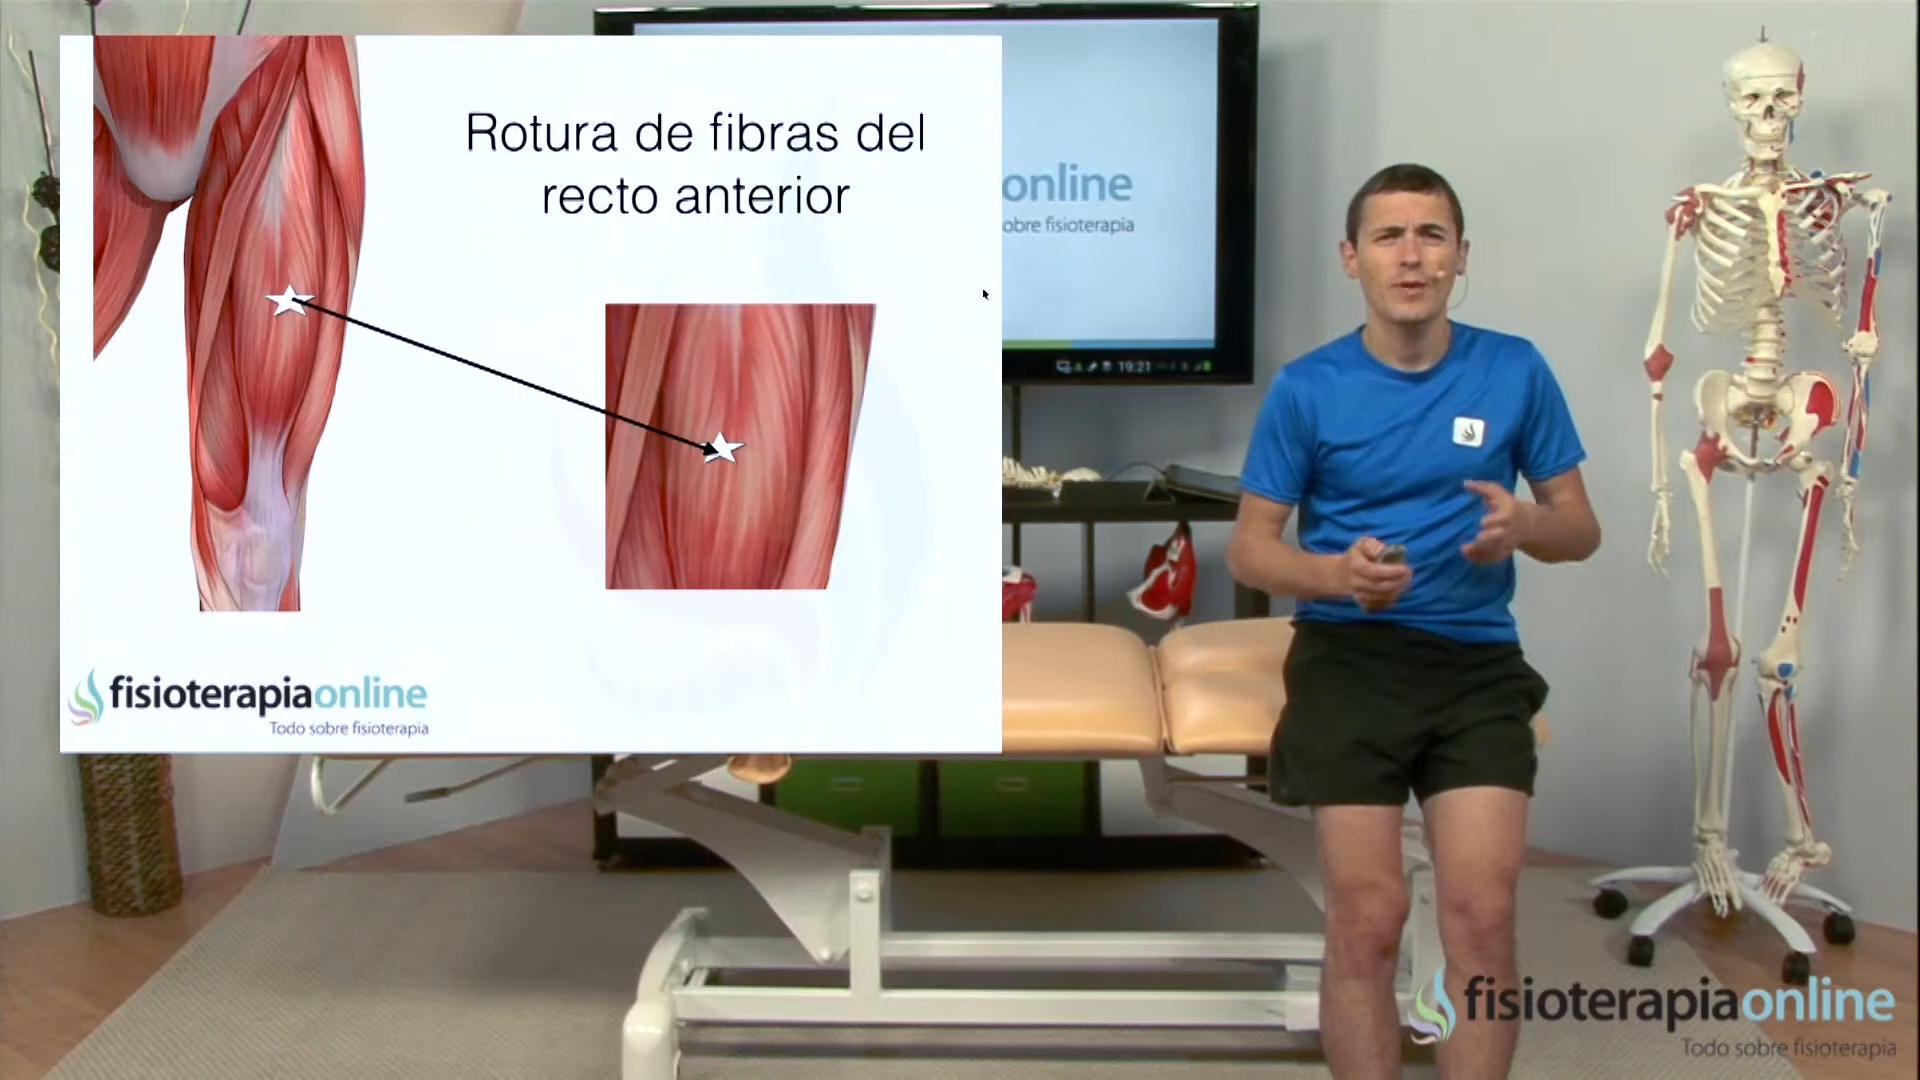 Rotura de fibras del
recto anterior
online
obre fisioterapia
19:21
fisioterapiaonline
Todo sobre fisioterapia
fisioterapiaonline
Todo sobre fisioterapia